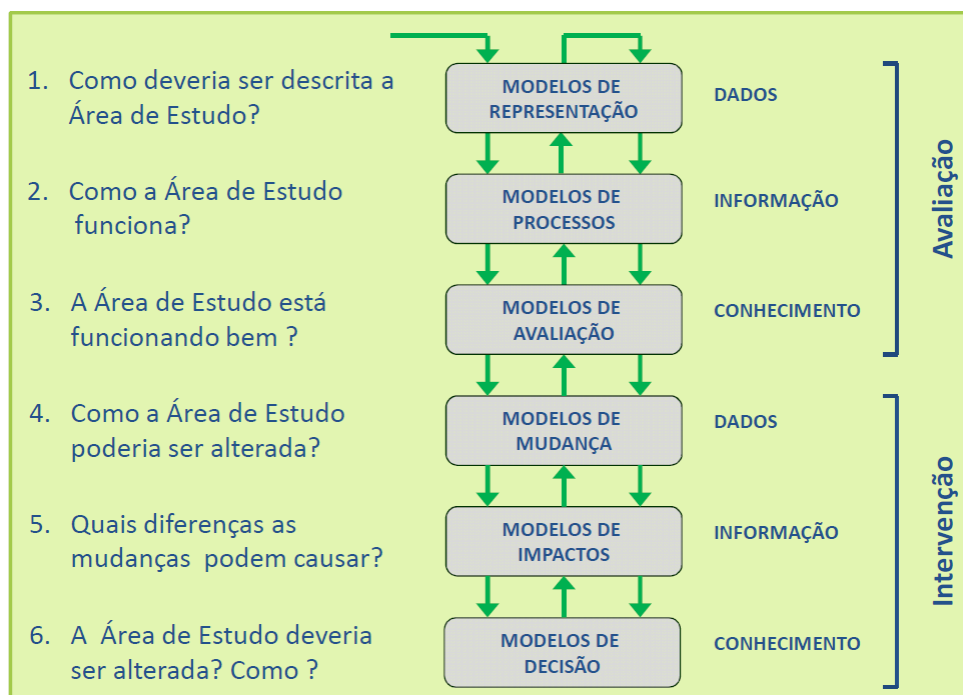 1. Como deveria ser descrita a
Área de Estudo?
MODELOS DE
REPRESENTAÇÃO
DADOS
2. Como a Área de Estudo
funciona?
MODELOS DE
PROCESSOS
INFORMAÇÃO
3. A Área de Estudo está
funcionando bem ?
MODELOS DE
AVALIAÇÃO
CONHECIMENTO
Avaliação
4. Como a Área de Estudo
poderia ser alterada?
MODELOS DE
MUDANÇA
DADOS
5. Quais diferenças as
mudanças podem causar?
MODELOS DE
IMPACTOS
INFORMAÇÃO
6. A Área de Estudo deveria
ser alterada? Como ?
MODELOS DE
DECISÃO
CONHECIMENTO
Intervenção